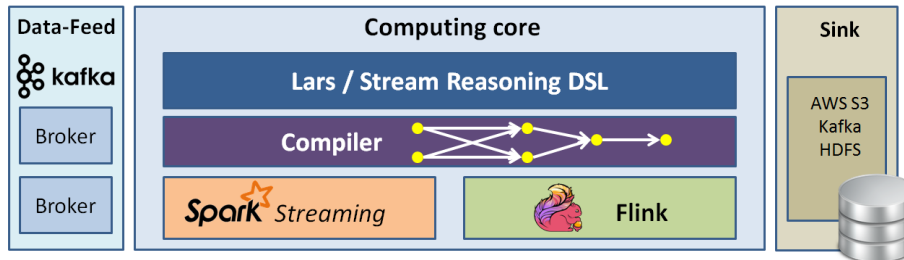 Data-Feed
kafka
Broker
Broker
Computing core
Lars / Stream Reasoning DSL
Compiler
Spark Streaming
Flink
Sink
AWS S3
Kafka
HDFS